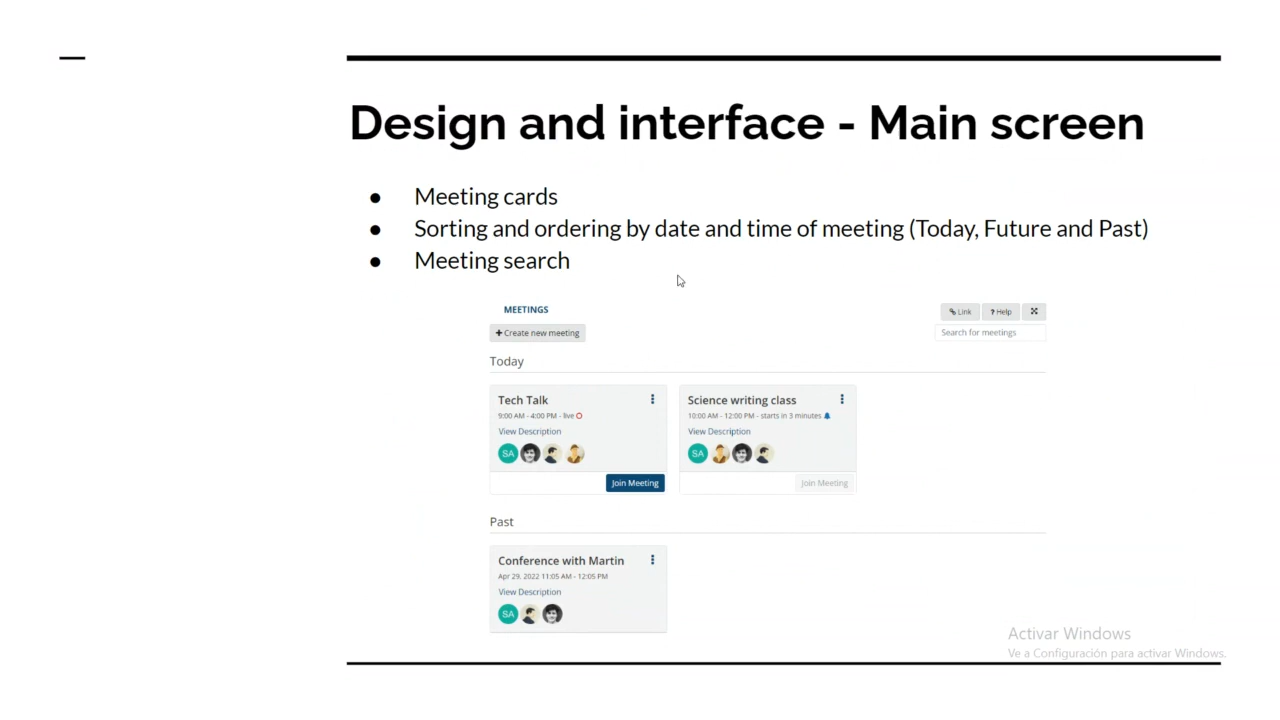 Design and interface - Main screen
● Meeting cards
● Sorting and ordering by date and time of meeting (Today, Future and Past)
● Meeting search
MEETINGS
Link
? Help
+ Create new meeting
Search for meetings
Today
Tech Talk
9:00 AM - 4:00 PM - live
View Description
SA
Join Meeting
Science writing class
10:00 AM - 12:00 PM - starts in 3 minutes
View Description
SA
Join Meeting
Past
Conference with Martin
Apr 29, 2022 11:05 AM - 12:05 PM
View Description
SA
Activar Windows
Ve a Configuración para activar Windows.